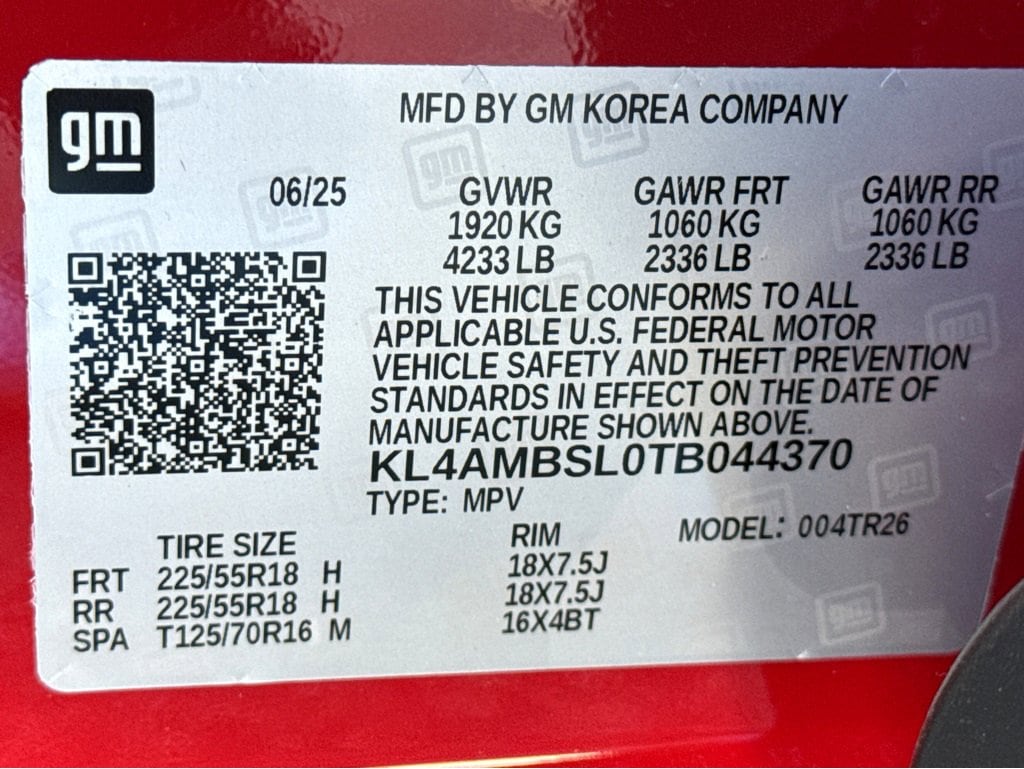 gm
MFD BY GM KOREA COMPANY
06/25 GVWR GAWR FRT GAWR RR
1920 KG 1060 KG 1060 KG
4233 LB 2336 LB 2336 LB
THIS VEHICLE CONFORMS TO ALL
APPLICABLE U.S. FEDERAL MOTOR
VEHICLE SAFETY AND THEFT PREVENTION
STANDARDS IN EFFECT ON THE DATE OF
MANUFACTURE SHOWN ABOVE.
KL4AMBSL0TB044370
TYPE: MPV
TIRE SIZE RIM MODEL: 004TR26
FRT 225/55R18 H 18X7.5J
RR 225/55R18 H 18X7.5J
SPA T125/70R16 M 16X4BT